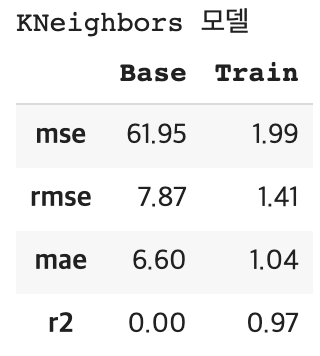 KNeighbors 모델
Base Train
mse 61.95 1.99
rmse 7.87 1.41
mae 6.60 1.04
r2 0.00 0.97